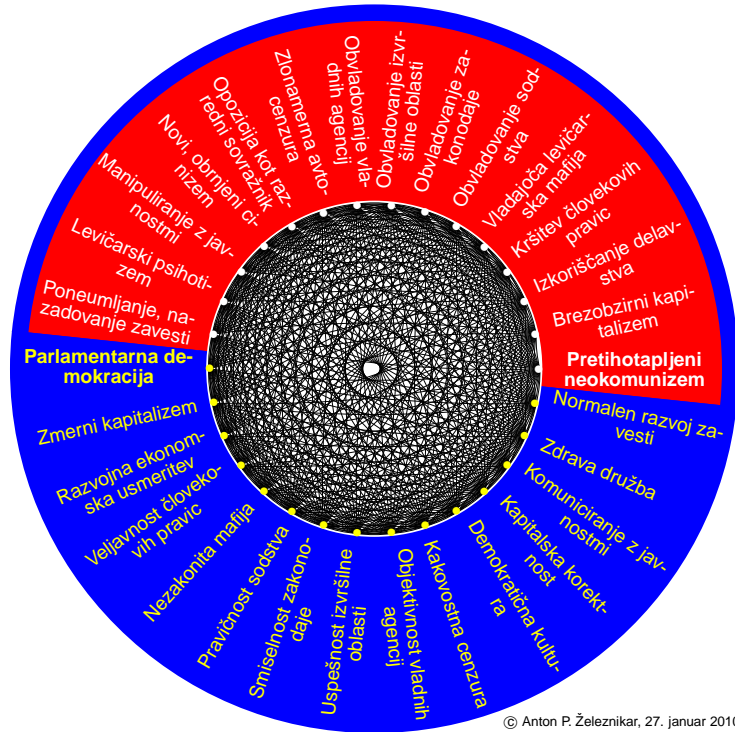 Poneumljanje, na-
zadovanje zavesti
Levičarski psihoti-
zem
Manipuliranje z jav-
nostmi
Novi, obrnjeni ci-
nizem
Opozicija kot raz-
redni sovražnik
Zlonamerna avto-
cenzura
Obvladovanje vla-
dnih agencij
Obvladovanje izvr-
šilne oblasti
Obvladovanje za-
konodaje
Obvladovanje sod-
stva
Vladajoča levičar-
ska mafija
Kršitev človekovih
pravic
Izkoriščanje delav-
stva
Brezobzirni kapi-
talizem
Pretihotapljeni
neokomunizem
Parlamentarna de-
mokracija
Zmerni kapitalizem
Razvojna ekonom-
ska usmeritev
Veljavnost človeko-
vih pravic
Nezakonita mafija
Pravičnost sodstva
Smiselnost zakono-
daje
Uspešnost izvršilne
oblasti
Objektivnost vladnih
agencij
Kakovostna cenzura
Demokratična kultu-
ra
Kapitalska korekt-
nost
Komuniciranje z jav-
nostmi
Zdrava družba
Normalen razvoj za-
vesti
© Anton P. Železnikar, 27. januar 2010